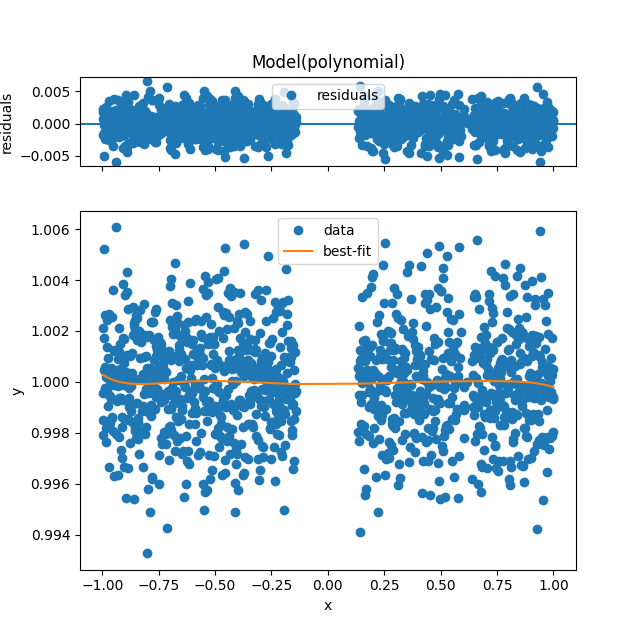 Model(polynomial)
residuals
0.005
0.000
−0.005
residuals
1.006
1.004
1.002
1.000
0.998
0.996
0.994
y
data
best-fit
−1.00 −0.75 −0.50 −0.25 0.00 0.25 0.50 0.75 1.00
x